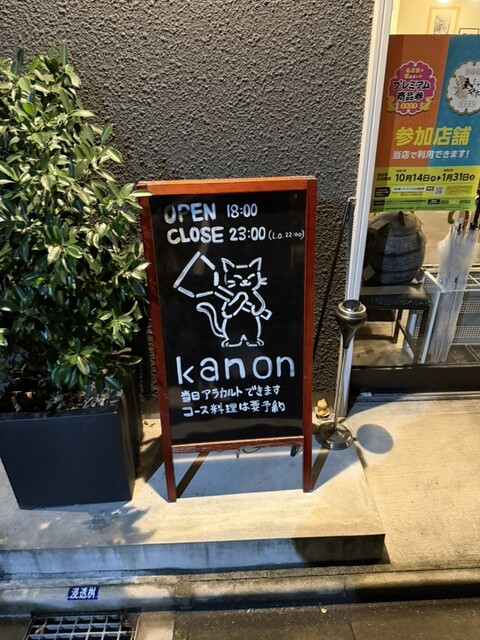 OPEN 18:00
CLOSE 23:00 (L.O. 22:00)
kanon
当日アラカルトできます
コース料理は要予約
プレミアム
商品券
参加店舗
当店で利用できます!
10月14日 1月31日
浸透桝